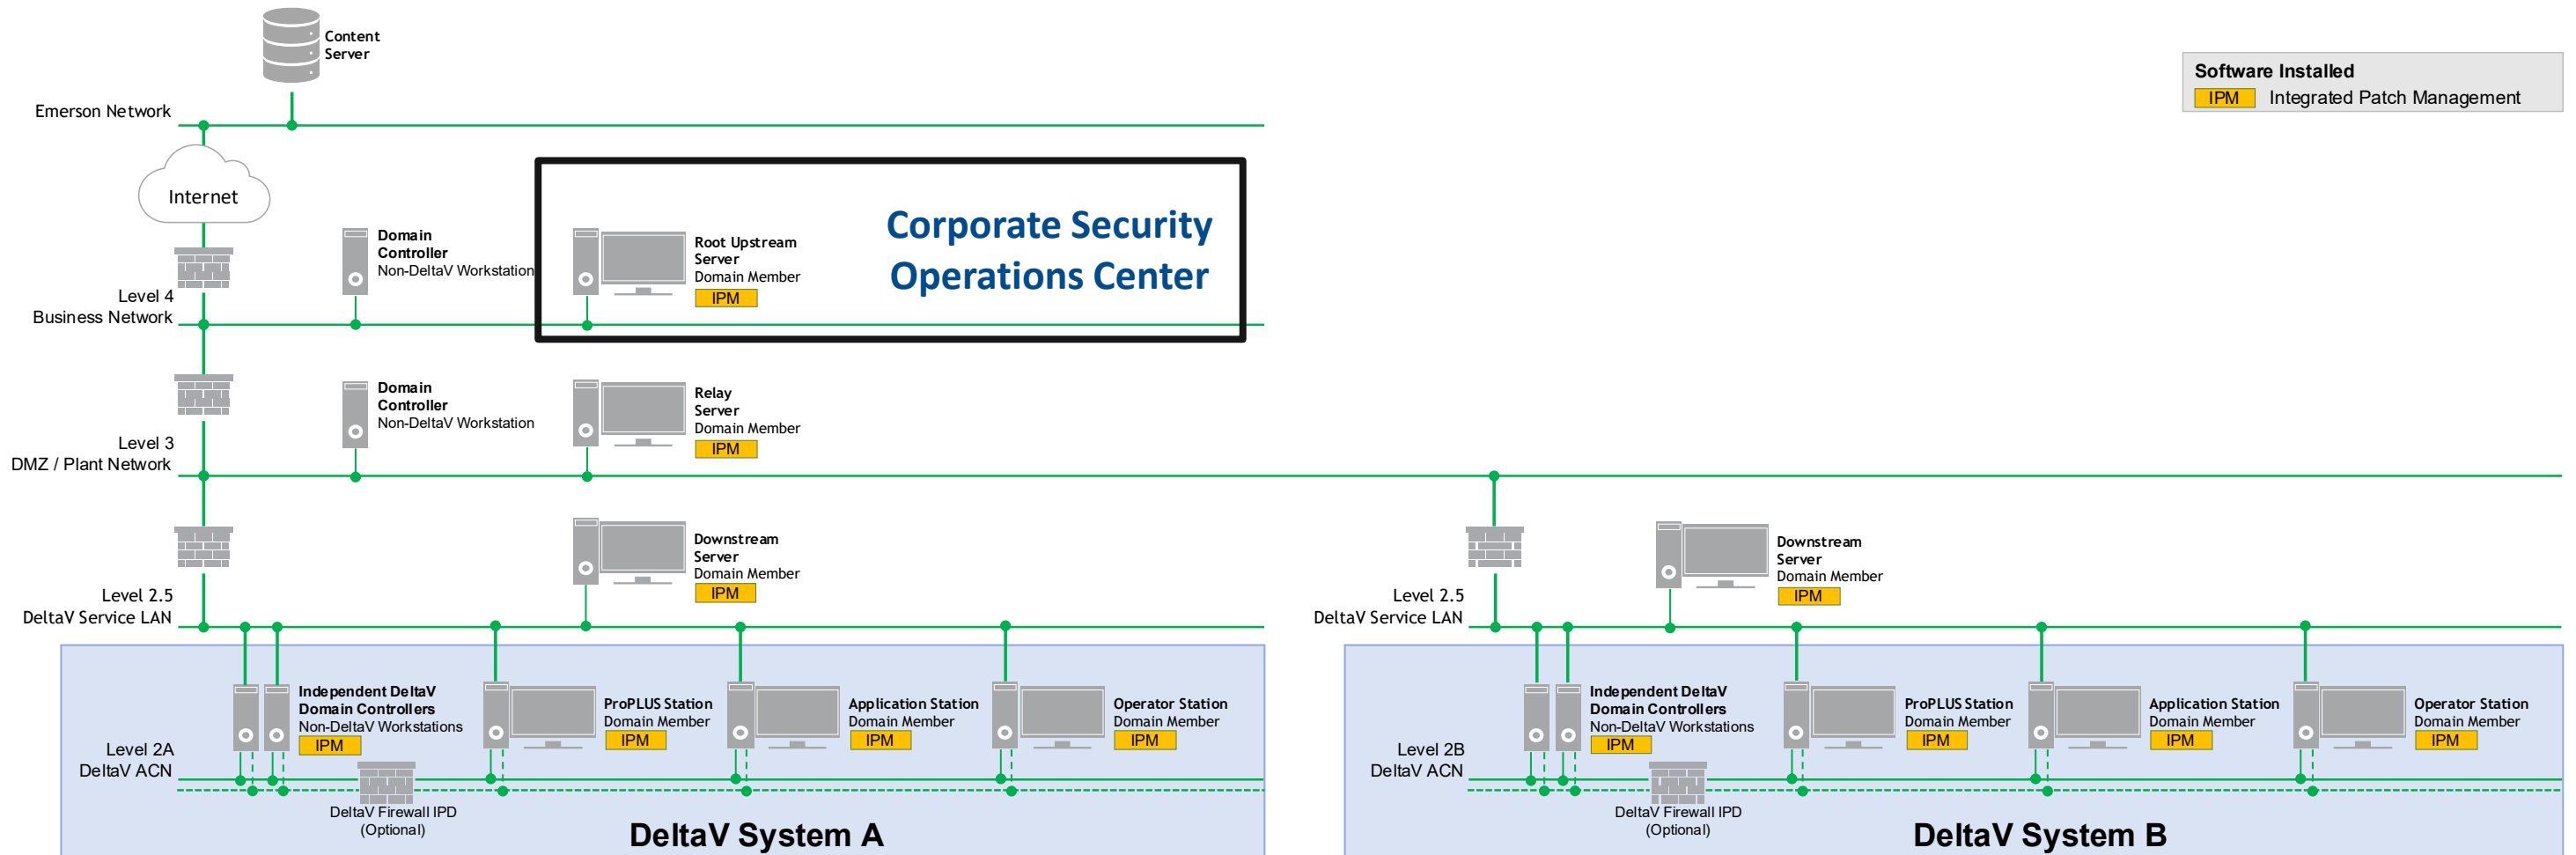 Content
Server
Software Installed
IPM Integrated Patch Management
Emerson Network
Internet
Domain
Controller
Non-DeltaV Workstation
Root Upstream
Server
Domain Member
IPM
Corporate Security
Operations Center
Level 4
Business Network
Domain
Controller
Non-DeltaV Workstation
Relay
Server
Domain Member
IPM
Level 3
DMZ / Plant Network
Downstream
Server
Domain Member
IPM
Level 2.5
DeltaV Service LAN
Downstream
Server
Domain Member
IPM
Level 2.5
DeltaV Service LAN
Independent DeltaV
Domain Controllers
Non-DeltaV Workstations
IPM
ProPLUS Station
Domain Member
IPM
Application Station
Domain Member
IPM
Operator Station
Domain Member
IPM
Level 2A
DeltaV ACN
DeltaV Firewall IPD
(Optional)
DeltaV System A
Independent DeltaV
Domain Controllers
Non-DeltaV Workstations
IPM
ProPLUS Station
Domain Member
IPM
Application Station
Domain Member
IPM
Operator Station
Domain Member
IPM
Level 2B
DeltaV ACN
DeltaV Firewall IPD
(Optional)
DeltaV System B